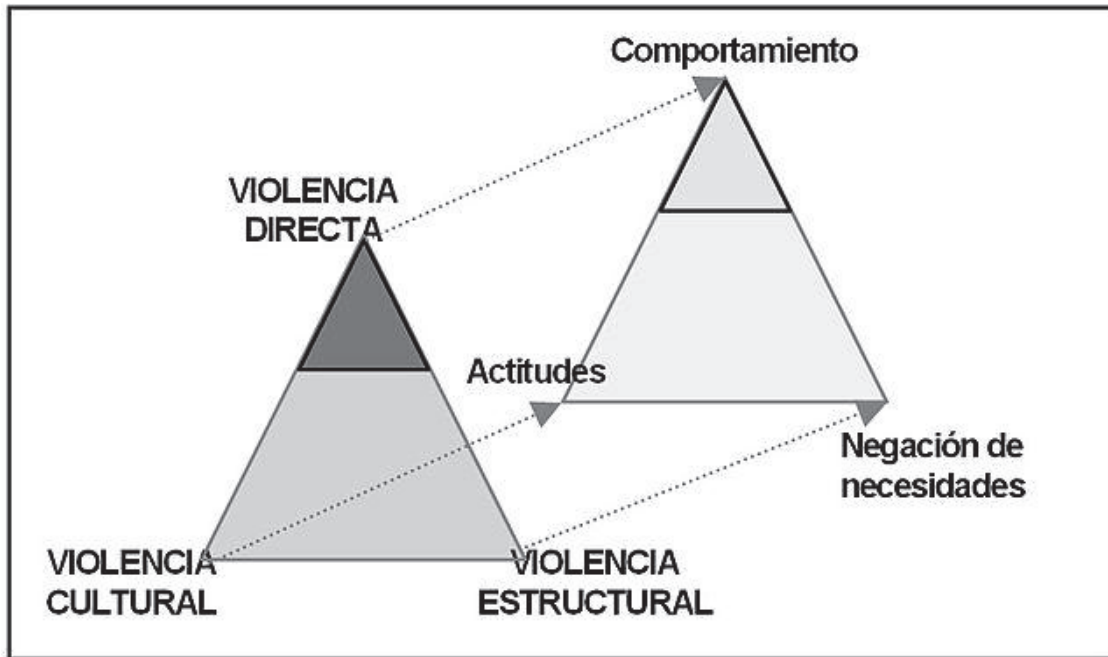 Comportamiento
VIOLENCIA
DIRECTA
Actitudes
Negación de
necesidades
VIOLENCIA
CULTURAL
VIOLENCIA
ESTRUCTURAL